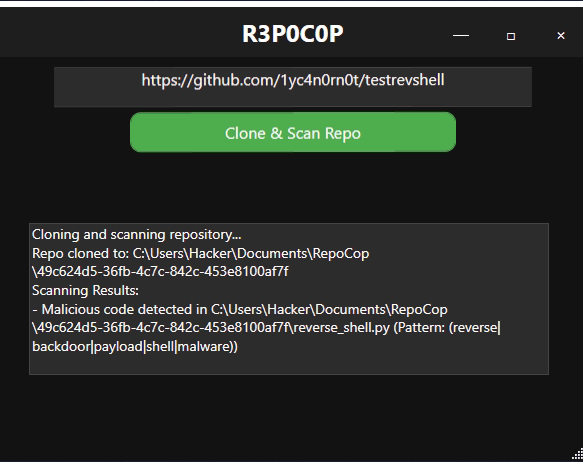 R3P0C0P
https://github.com/1yc4n0rn0t/testrevshell
Clone & Scan Repo
Cloning and scanning repository...
Repo cloned to: C:\Users\Hacker\Documents\RepoCop
\49c624d5-36fb-4c7c-842c-453e8100af7f
Scanning Results:
- Malicious code detected in C:\Users\Hacker\Documents\RepoCop
\49c624d5-36fb-4c7c-842c-453e8100af7f\reverse_shell.py (Pattern: (reverse|
backdoor|payload|shell|malware))